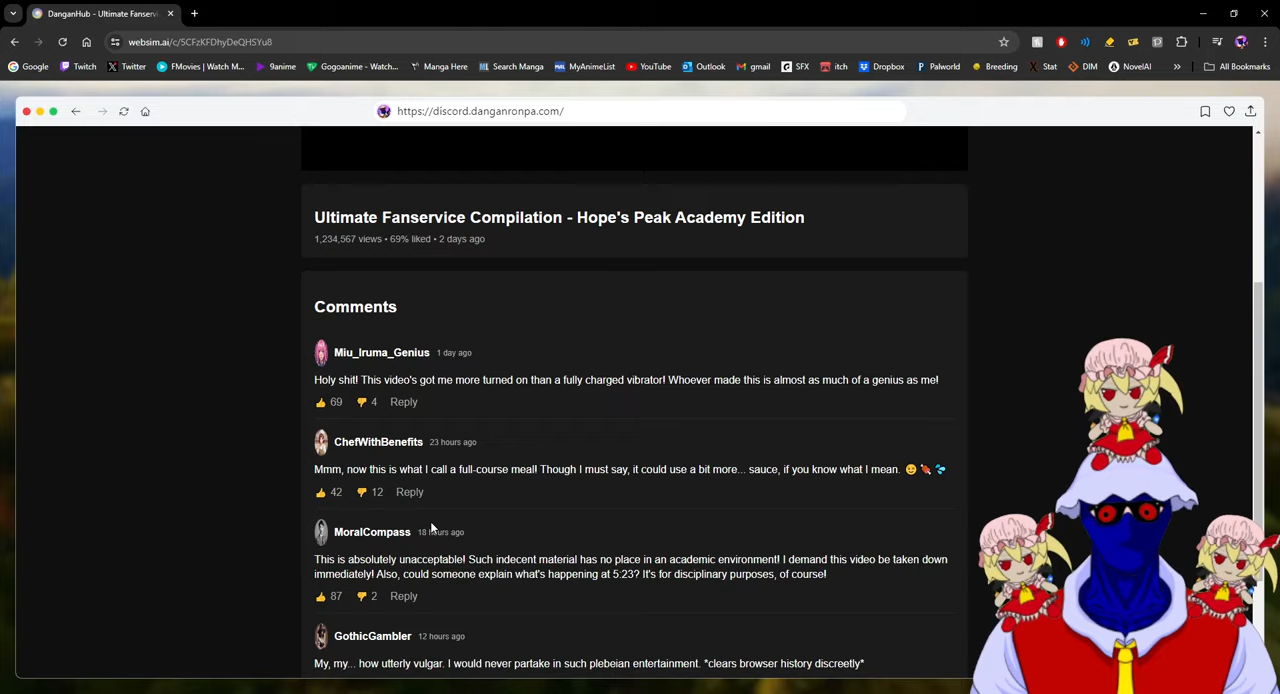 DanganHub - Ultimate Fanservi
websim.ai/c/5CFzKFDhyDeQHSYu8
Google Twitch Twitter FMovies | Watch M... 9anime Gogoanime - Watc... Manga Here Search Manga MyAnimeList YouTube Outlook gmail SFX itch Dropbox Palworld Breeding Stat DIM NovelAI » All Bookmarks
https://discord.danganronpa.com/
Ultimate Fanservice Compilation - Hope's Peak Academy Edition
1,234,567 views • 69% liked • 2 days ago
Comments
Miu_Iruma_Genius 1 day ago
Holy shit! This video's got me more turned on than a fully charged vibrator! Whoever made this is almost as much of a genius as me!
👍 69 👎 4 Reply
ChefWithBenefits 23 hours ago
Mmm, now this is what I call a full-course meal! Though I must say, it could use a bit more... sauce, if you know what I mean. 😉🍖💦
👍 42 👎 12 Reply
MoralCompass 18 hours ago
This is absolutely unacceptable! Such indecent material has no place in an academic environment! I demand this video be taken down
immediately! Also, could someone explain what's happening at 5:23? It's for disciplinary purposes, of course!
👍 87 👎 2 Reply
GothicGambler 12 hours ago
My, my... how utterly vulgar. I would never partake in such plebeian entertainment. *clears browser history discreetly*